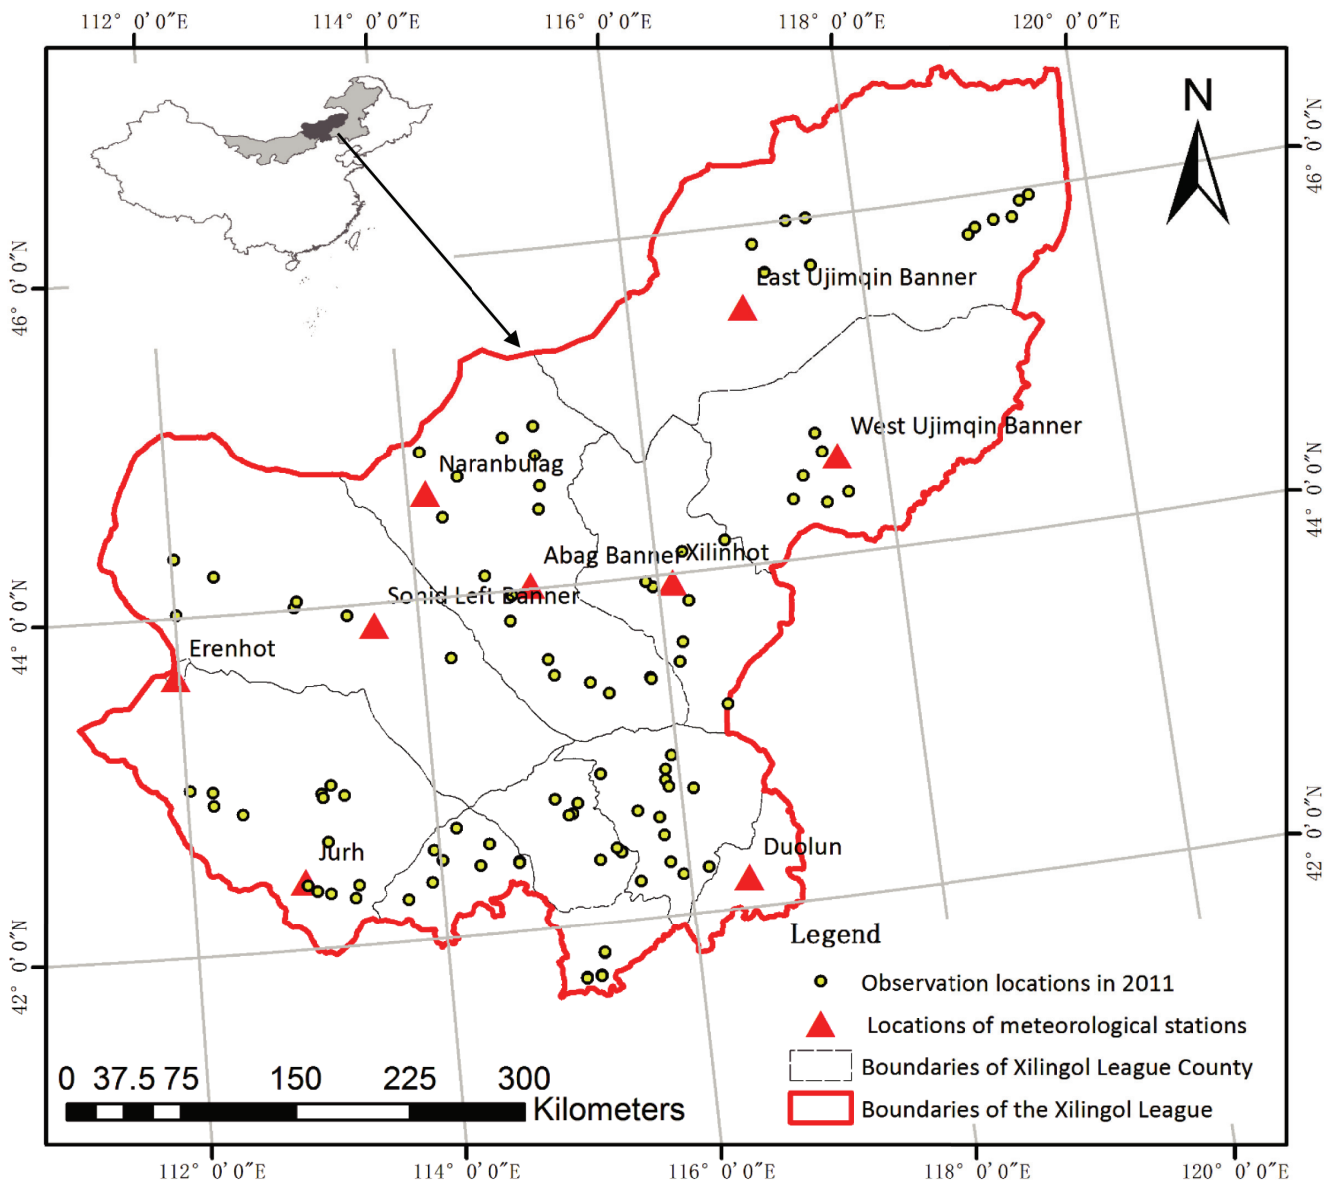 112° 0′0″E 114° 0′0″E 116° 0′0″E 118° 0′0″E 120° 0′0″E
N
46° 0′0″N
46° 0′0″N
East Ujimqin Banner
West Ujimqin Banner
Naranbulag
44° 0′0″N
Abag Banner Xilinhot
Sonid Left Banner
44° 0′0″N
Erenhot
Jurh
Duolun
42° 0′0″N
42° 0′0″N
Legend
Observation locations in 2011
Locations of meteorological stations
Boundaries of Xilingol League County
Boundaries of the Xilingol League
0 37.5 75 150 225 300
Kilometers
112° 0′0″E 114° 0′0″E 116° 0′0″E 118° 0′0″E 120° 0′0″E